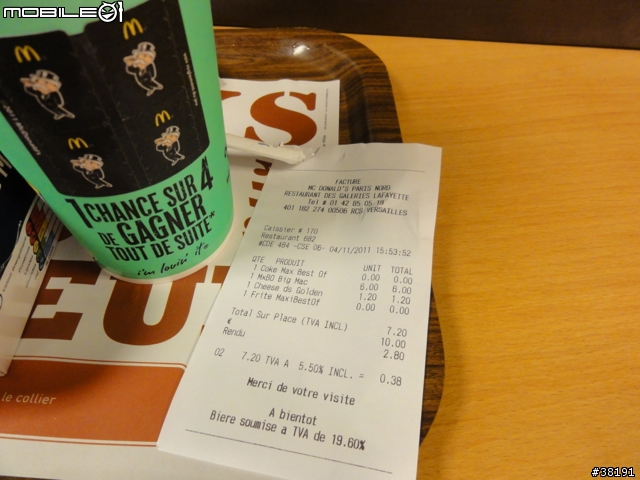 MOBILE01
1 CHANCE SUR 4
DE GAGNER
TOUT DE SUITE*
i'm lovin' it
le collier
FACTURE
MC DONALD'S PARIS NORD
RESTAURANT DES GALERIES LAFAYETTE
Tel # 01 42 85 05 18
401 182 274 00506 RCS VERSAILLES
Caissier # 170
Restaurant 682
#CDE 484 -CSE 06- 04/11/2011 15:53:52
QTE PRODUIT UNIT TOTAL
1 Coke Max Best Of 0.00 0.00
1 MxBO Big Mac 6.00 6.00
1 Cheese ds Golden 1.20 1.20
1 Frite MaxiBestOf 0.00 0.00
Total Sur Place (TVA INCL) 7.20
€ 10.00
Rendu 2.80
02 7.20 TVA A 5.50% INCL. = 0.38
Merci de votre visite
A bientot
Biere soumise a TVA de 19.60%
#38191